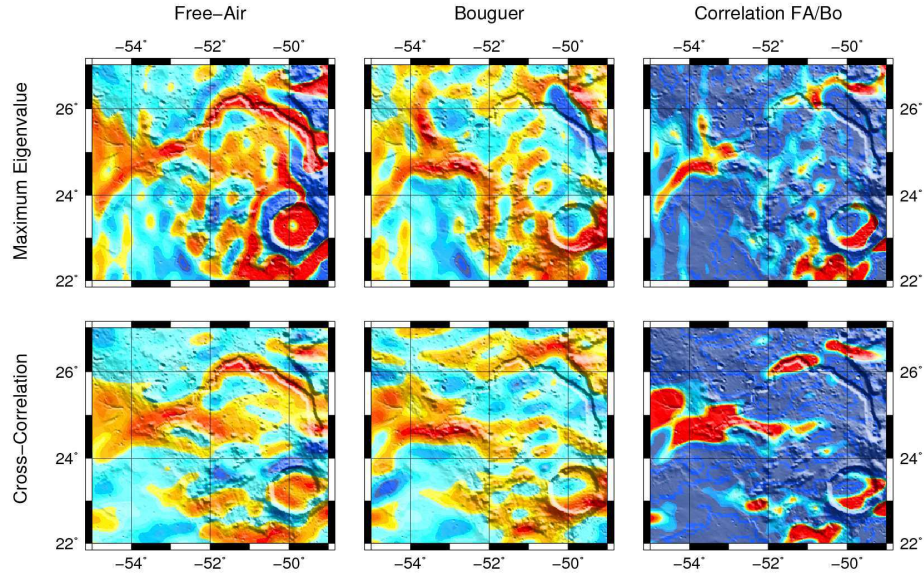 Free−Air Bouguer Correlation FA/Bo
−54° −52° −50° −54° −52° −50° −54° −52° −50°
Maximum Eigenvalue
26° 26°
24° 24°
22° 22°
Cross−Correlation
26° 26°
24° 24°
22° 22°
−54° −52° −50° −54° −52° −50° −54° −52° −50°